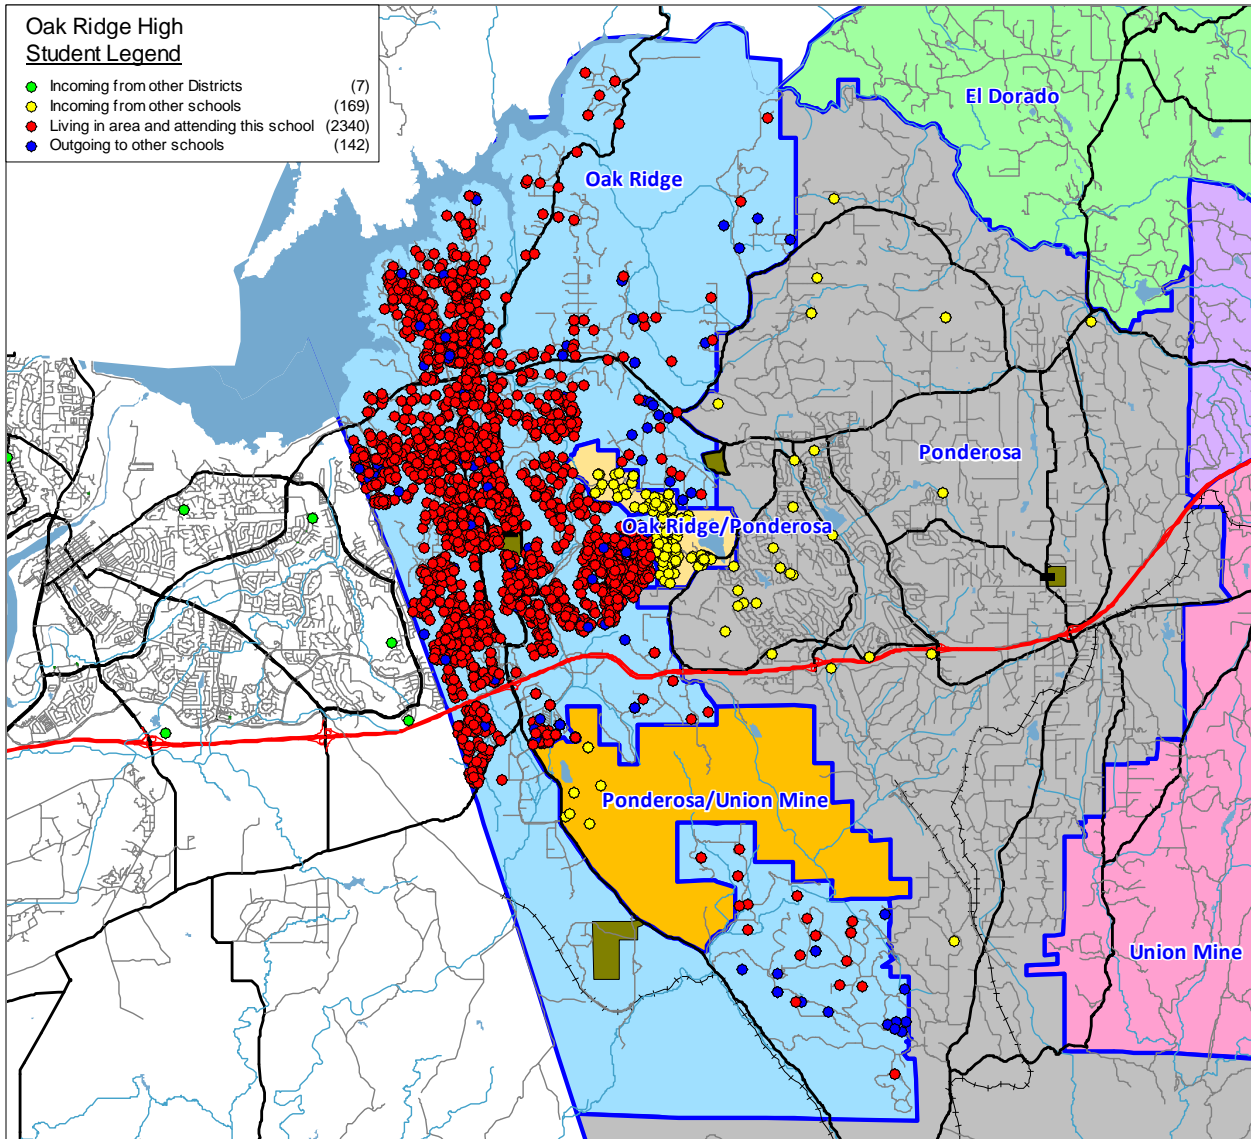 Oak Ridge High
Student Legend
Incoming from other Districts (7)
Incoming from other schools (169)
Living in area and attending this school (2340)
Outgoing to other schools (142)
El Dorado
Oak Ridge
Ponderosa
Oak Ridge/Ponderosa
Ponderosa/Union Mine
Union Mine